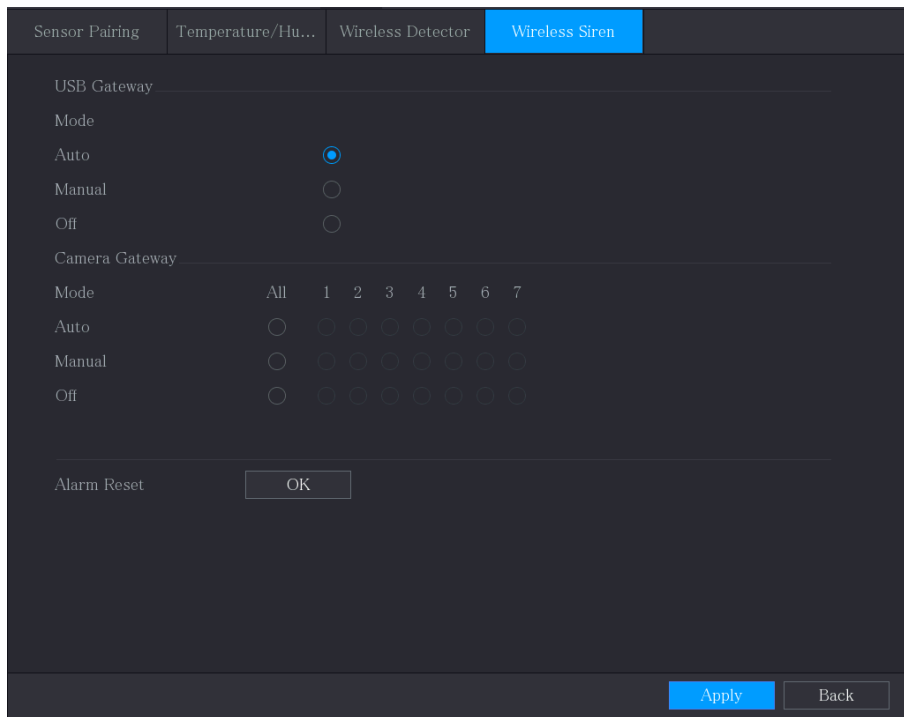 Sensor Pairing Temperature/Hu... Wireless Detector Wireless Siren
USB Gateway
Mode
Auto
Manual
Off
Camera Gateway
Mode All 1 2 3 4 5 6 7
Auto
Manual
Off
Alarm Reset OK
Apply Back